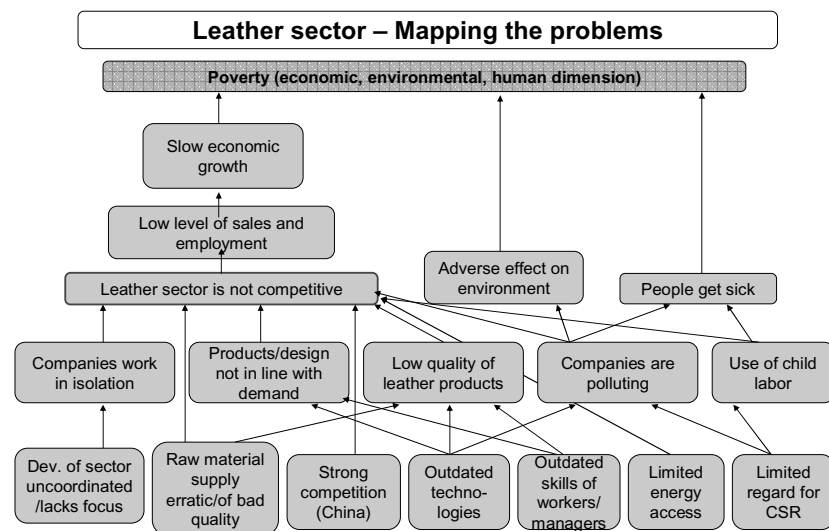 Leather sector – Mapping the problems
Poverty (economic, environmental, human dimension)
Slow economic
growth
Low level of sales and
employment
Adverse effect on
environment
Leather sector is not competitive
People get sick
Companies work
in isolation
Products/design
not in line with
demand
Low quality of
leather products
Companies are
polluting
Use of child
labor
Dev. of sector
uncoordinated
/lacks focus
Raw material
supply
erratic/of bad
quality
Strong
competition
(China)
Outdated
techno-
logies
Outdated
skills of
workers/
managers
Limited
energy
access
Limited
regard for
CSR